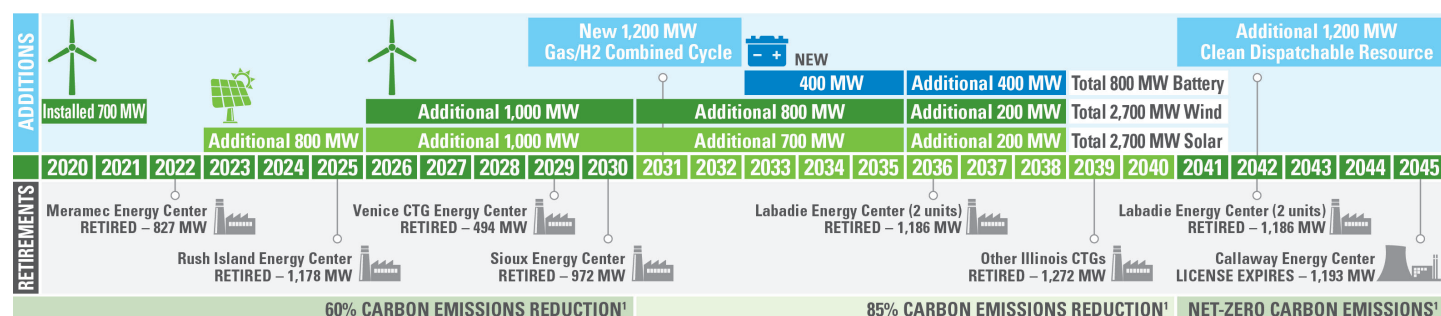 ADDITIONS
New 1,200 MW
Gas/H2 Combined Cycle
Additional 1,200 MW
Clean Dispatchable Resource
NEW
400 MW
Additional 400 MW
Total 800 MW Battery
Installed 700 MW
Additional 1,000 MW
Additional 800 MW
Additional 200 MW
Total 2,700 MW Wind
Additional 800 MW
Additional 1,000 MW
Additional 700 MW
Additional 200 MW
Total 2,700 MW Solar
2020 2021 2022 2023 2024 2025 2026 2027 2028 2029 2030 2031 2032 2033 2034 2035 2036 2037 2038 2039 2040 2041 2042 2043 2044 2045
RETIREMENTS
Meramec Energy Center
RETIRED – 827 MW
Venice CTG Energy Center
RETIRED – 494 MW
Labadie Energy Center (2 units)
RETIRED – 1,186 MW
Labadie Energy Center (2 units)
RETIRED – 1,186 MW
Rush Island Energy Center
RETIRED – 1,178 MW
Sioux Energy Center
RETIRED – 972 MW
Other Illinois CTGs
RETIRED – 1,272 MW
Callaway Energy Center
LICENSE EXPIRES – 1,193 MW
60% CARBON EMISSIONS REDUCTION¹
85% CARBON EMISSIONS REDUCTION¹
NET-ZERO CARBON EMISSIONS¹